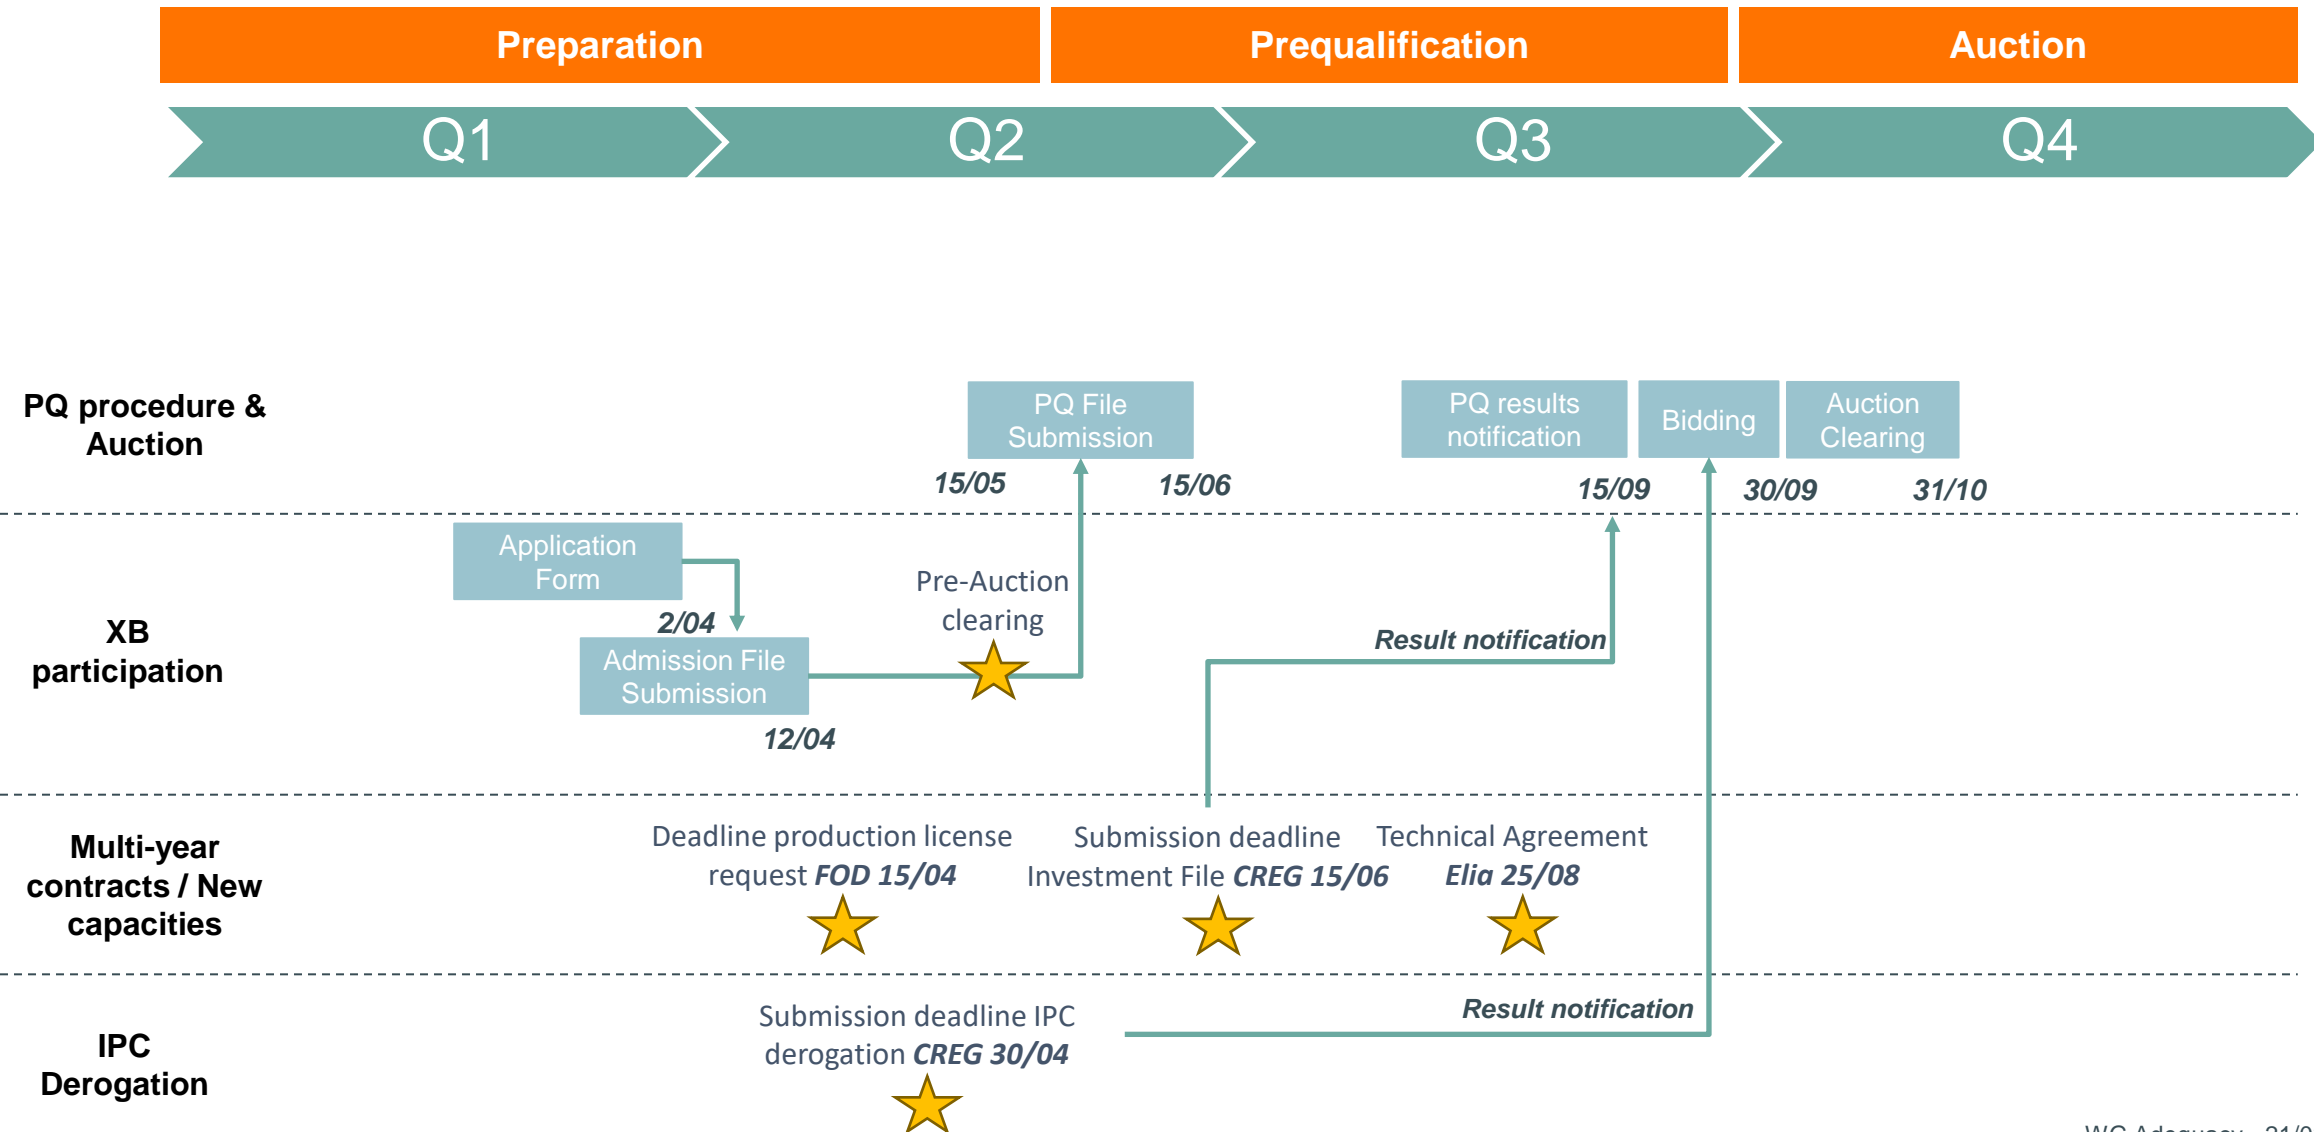 Preparation
Prequalification
Auction
Q1
Q2
Q3
Q4
PQ procedure &
Auction
PQ File
Submission
15/05
15/06
PQ results
notification
15/09
Bidding
30/09
Auction
Clearing
31/10
XB
participation
Application
Form
2/04
Admission File
Submission
12/04
Pre-Auction
clearing
Result notification
Multi-year
contracts / New
capacities
Deadline production license
request FOD 15/04
Submission deadline
Investment File CREG 15/06
Technical Agreement
Elia 25/08
IPC
Derogation
Submission deadline IPC
derogation CREG 30/04
Result notification